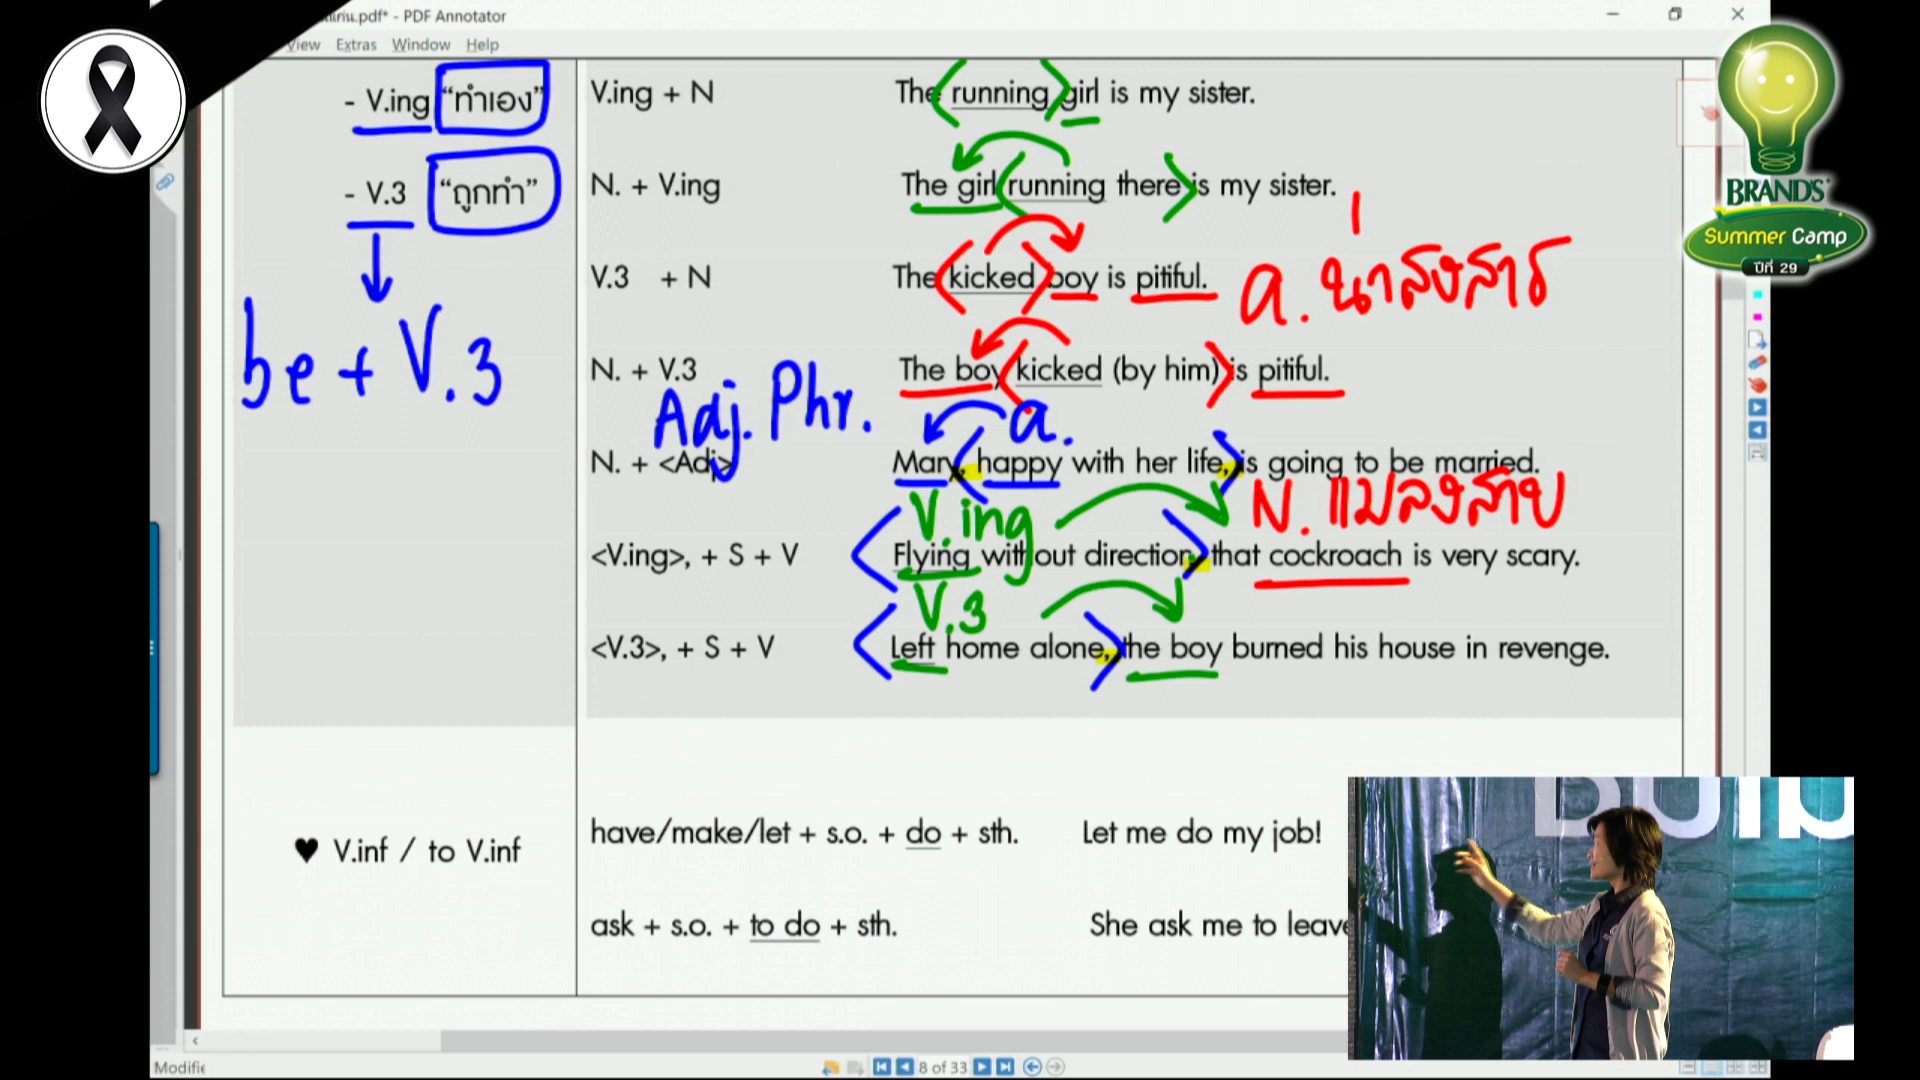 แก่น.pdf* - PDF Annotator
View Extras Window Help
- V.ing "ทำเอง"
V.ing + N
The running girl is my sister.
- V.3 "ถูกทำ"
N. + V.ing
The girl running there is my sister.
be + V.3
V.3 + N
The kicked boy is pitiful.
a. น่าสงสาร
N. + V.3
The boy kicked (by him) is pitiful.
Adj. Phr.
a.
N. + <Adj>
Mary, happy with her life, is going to be married.
V.ing
N. แมลงสาบ
<V.ing>, + S + V
Flying without direction, that cockroach is very scary.
V.3
<V.3>, + S + V
Left home alone, the boy burned his house in revenge.
♥ V.inf / to V.inf
have/make/let + s.o. + do + sth.
Let me do my job!
ask + s.o. + to do + sth.
She ask me to leave
8 of 33
BRAND'S
Summer Camp
ปีที่ 29